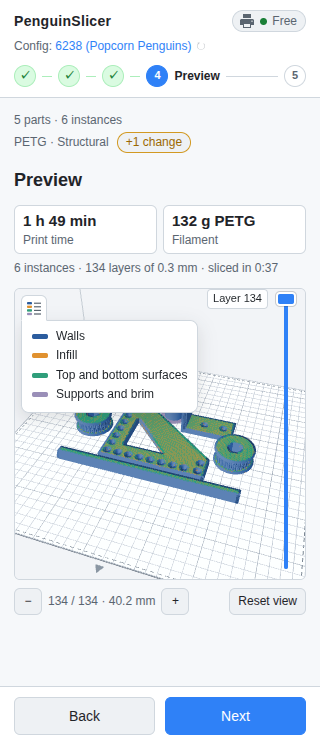 PenguinSlicer
Free
Config: 6238 (Popcorn Penguins)
4 Preview 5
5 parts · 6 instances
PETG · Structural +1 change
Preview
1 h 49 min
Print time
132 g PETG
Filament
6 instances · 134 layers of 0.3 mm · sliced in 0:37
Layer 134
Walls
Infill
Top and bottom surfaces
Supports and brim
− 134 / 134 · 40.2 mm + Reset view
Back Next